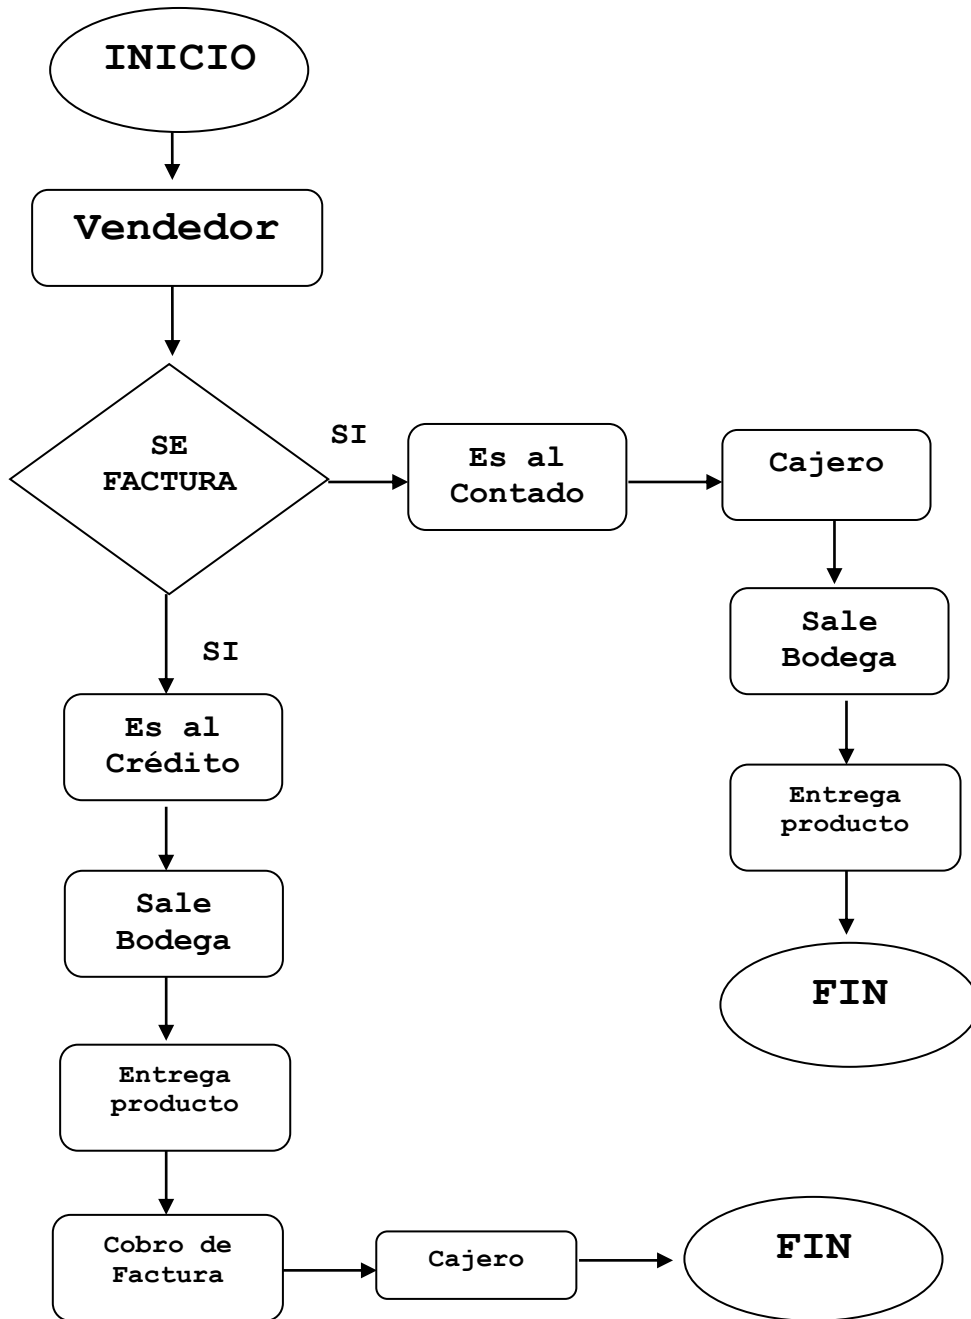 INICIO
Vendedor
SE
FACTURA
SI
Es al
Contado
Cajero
Sale
Bodega
Entrega
producto
FIN
SI
Es al
Crédito
Sale
Bodega
Entrega
producto
Cobro de
Factura
Cajero
FIN